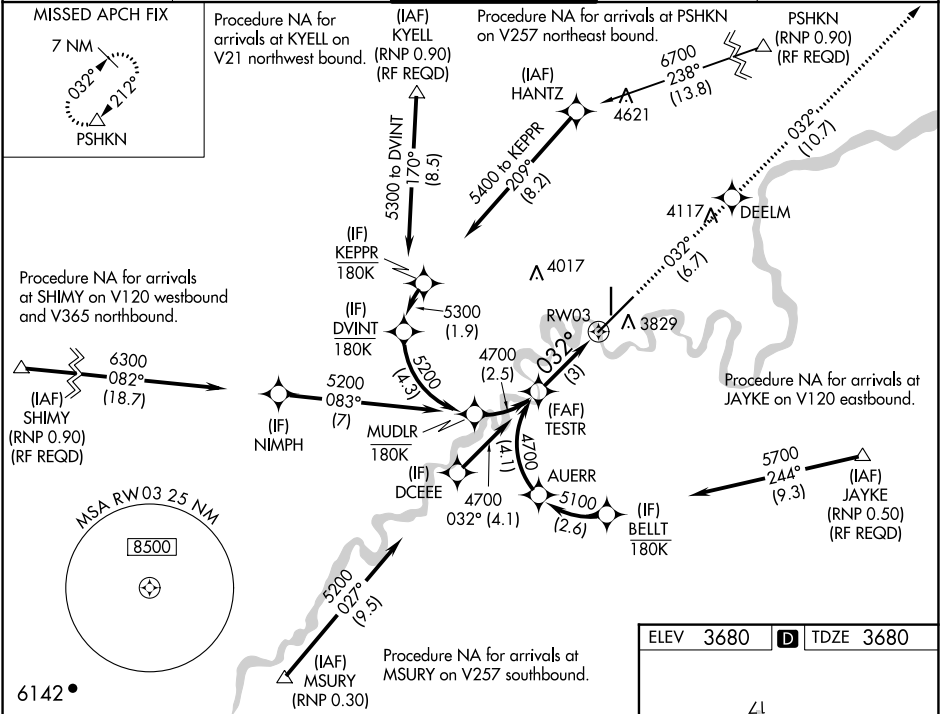 MISSED APCH FIX
7 NM
032°
212°
PSHKN
Procedure NA for
arrivals at KYELL on
V21 northwest bound.
(IAF)
KYELL
(RNP 0.90)
(RF REQD)
Procedure NA for arrivals at PSHKN
on V257 northeast bound.
PSHKN
(RNP 0.90)
(RF REQD)
6700
238°
(13.8)
(IAF)
HANTZ
4621
5300 to DVINT
170°
(8.5)
5400 to KEPPR
209°
(8.2)
032°
(10.7)
4117
DEELM
032°
(6.7)
(IF)
KEPPR
180K
4017
Procedure NA for arrivals
at SHIMY on V120 westbound
and V365 northbound.
(IF)
DVINT
180K
5300
(1.9)
RW03
3829
6300
082°
(18.7)
(IAF)
SHIMY
(RNP 0.90)
(RF REQD)
5200
(4.3)
4700
(2.5)
032°
(3)
5200
083°
(7)
(IF)
NIMPH
MUDLR
180K
(FAF)
TESTR
Procedure NA for arrivals at
JAYKE on V120 eastbound.
(IF)
DCEEE
4700
032° (4.1)
4700
(4.1)
AUERR
5100
(2.6)
(IF)
BELLT
180K
5700
244°
(9.3)
(IAF)
JAYKE
(RNP 0.50)
(RF REQD)
MSA RW03 25 NM
8500
5200
027°
(9.5)
(IAF)
MSURY
(RNP 0.30)
Procedure NA for arrivals at
MSURY on V257 southbound.
6142
ELEV 3680 D TDZE 3680